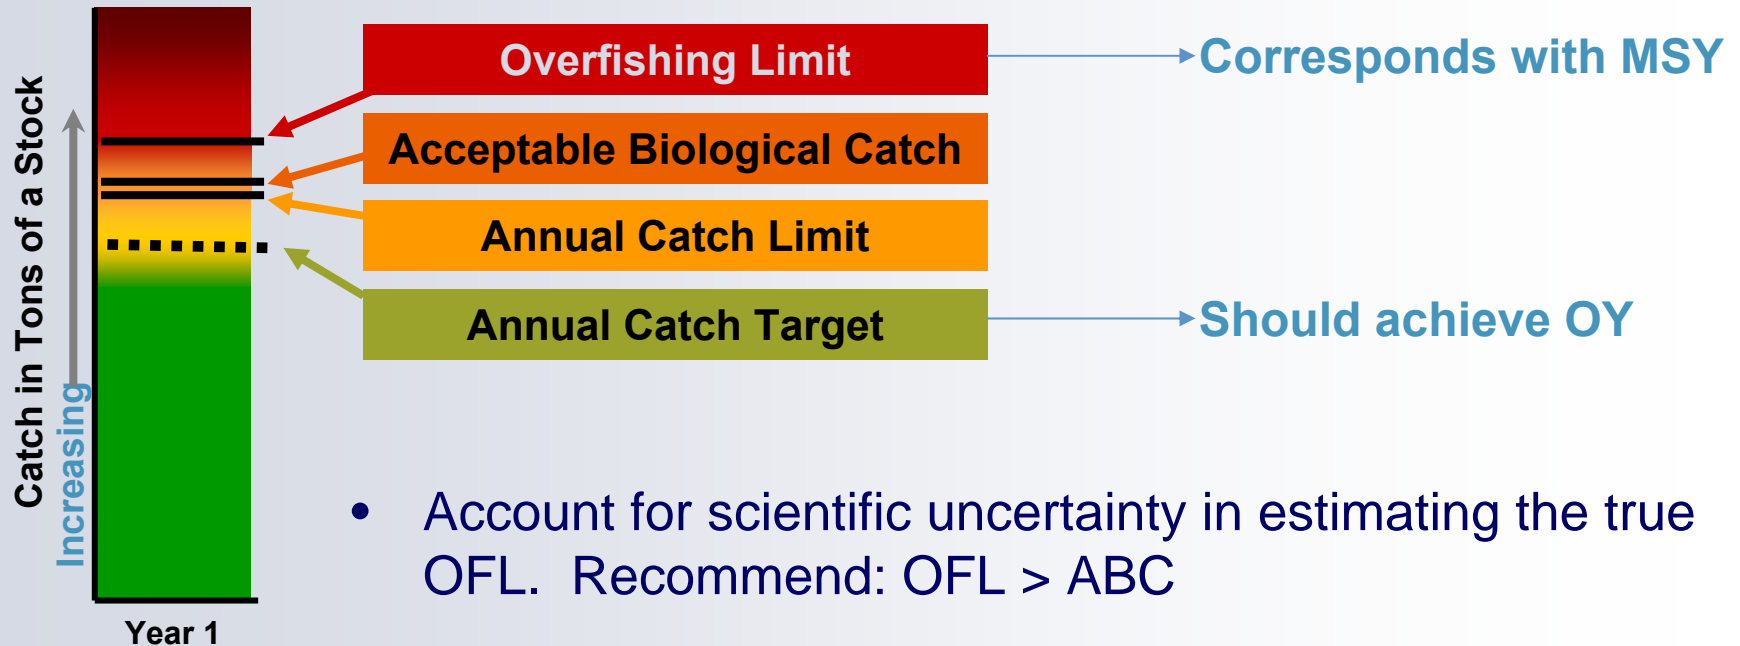 Catch in Tons of a Stock
Increasing
Overfishing Limit
Corresponds with MSY
Acceptable Biological Catch
Annual Catch Limit
Annual Catch Target
Should achieve OY
• Account for scientific uncertainty in estimating the true
OFL.  Recommend: OFL > ABC
Year 1